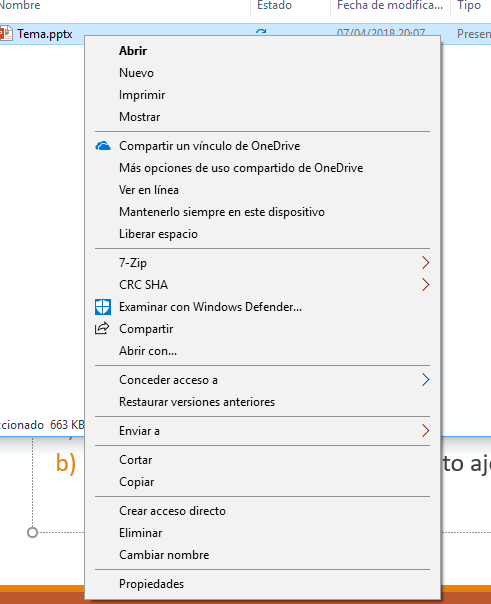 Nombre Estado Fecha de modifica... Tipo
Tema.pptx 07/04/2018 20:07 Presen
Abrir
Nuevo
Imprimir
Mostrar
Compartir un vínculo de OneDrive
Más opciones de uso compartido de OneDrive
Ver en línea
Mantenerlo siempre en este dispositivo
Liberar espacio
7-Zip
CRC SHA
Examinar con Windows Defender...
Compartir
Abrir con...
Conceder acceso a
Restaurar versiones anteriores
ccionado 663 KB
Enviar a
b) to aj
Cortar
Copiar
Crear acceso directo
Eliminar
Cambiar nombre
Propiedades